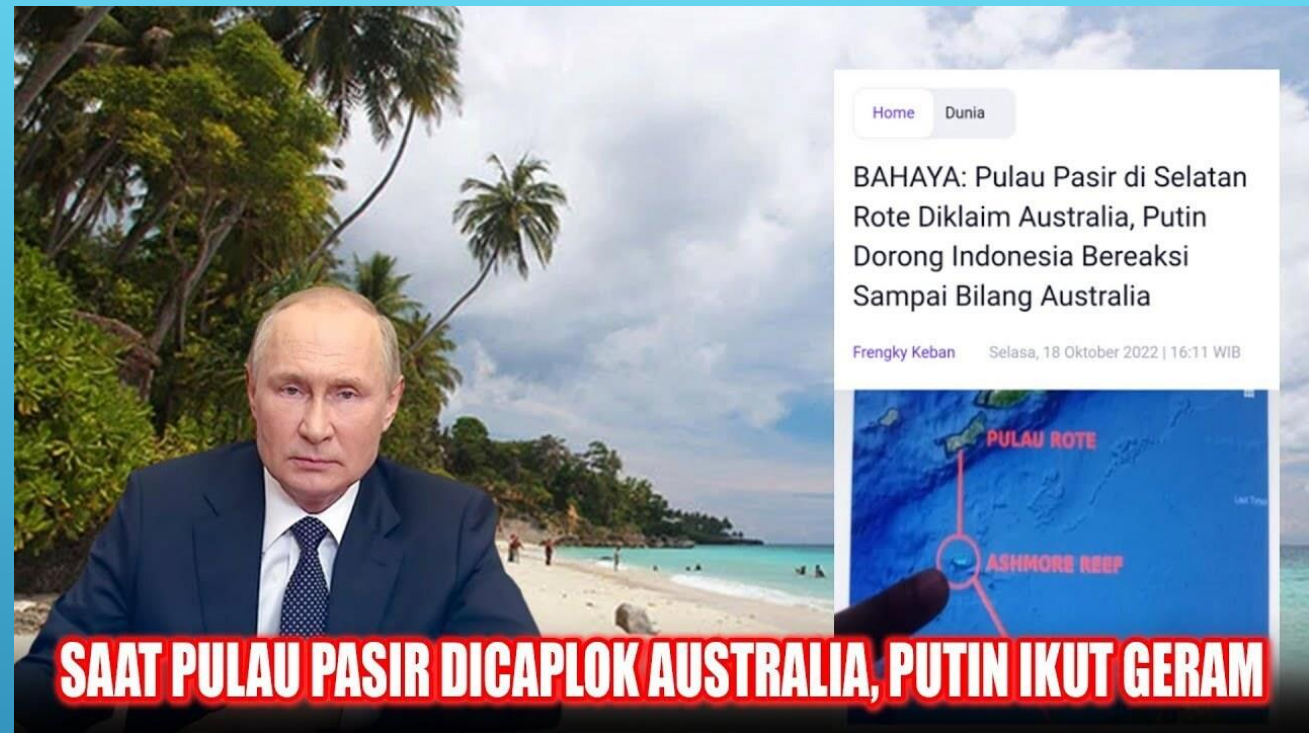 Home Dunia
BAHAYA: Pulau Pasir di Selatan
Rote Diklaim Australia, Putin
Dorong Indonesia Bereaksi
Sampai Bilang Australia
Frengky Keban Selasa, 18 Oktober 2022 | 16:11 WIB
PULAU ROTE
ASHMORE REEF
SAAT PULAU PASIR DICAPLOK AUSTRALIA, PUTIN IKUT GERAM